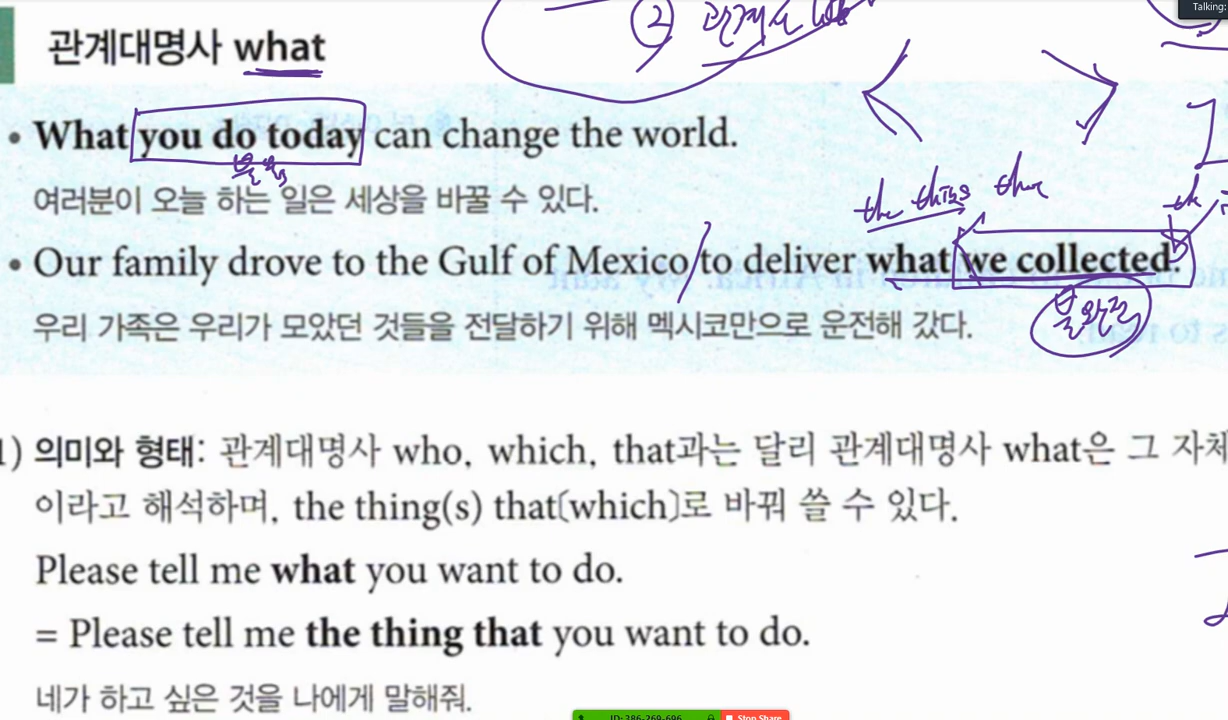 Talking:
② 관계사
관계대명사 what
• What you do today can change the world.
불완전
여러분이 오늘 하는 일은 세상을 바꿀 수 있다.
the things that
• Our family drove to the Gulf of Mexico/to deliver what we collected.
불완전
우리 가족은 우리가 모았던 것들을 전달하기 위해 멕시코만으로 운전해 갔다.
1) 의미와 형태: 관계대명사 who, which, that과는 달리 관계대명사 what은 그 자체
이라고 해석하며, the thing(s) that(which)로 바꿔 쓸 수 있다.
Please tell me what you want to do.
= Please tell me the thing that you want to do.
네가 하고 싶은 것을 나에게 말해줘.
ID: 386-269-696 Stop Share